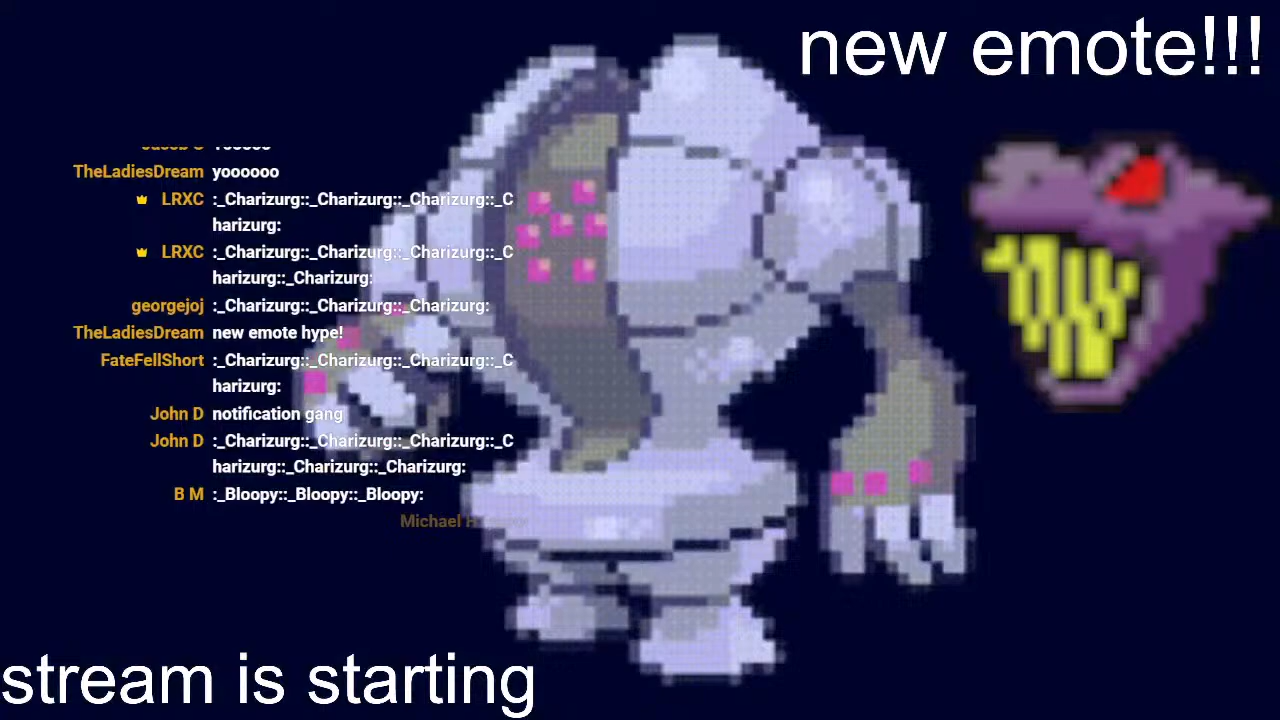 new emote!!!
TheLadiesDream yoooooo
LRXC :_Charizurg::_Charizurg::_Charizurg::_C
harizurg:
LRXC :_Charizurg::_Charizurg::_Charizurg::_C
harizurg::_Charizurg:
georgejoj :_Charizurg::_Charizurg::_Charizurg:
TheLadiesDream new emote hype!
FateFellShort :_Charizurg::_Charizurg::_Charizurg::_C
harizurg:
John D notification gang
John D :_Charizurg::_Charizurg::_Charizurg::_C
harizurg::_Charizurg::_Charizurg:
B M :_Bloopy::_Bloopy::_Bloopy:
Michael
stream is starting